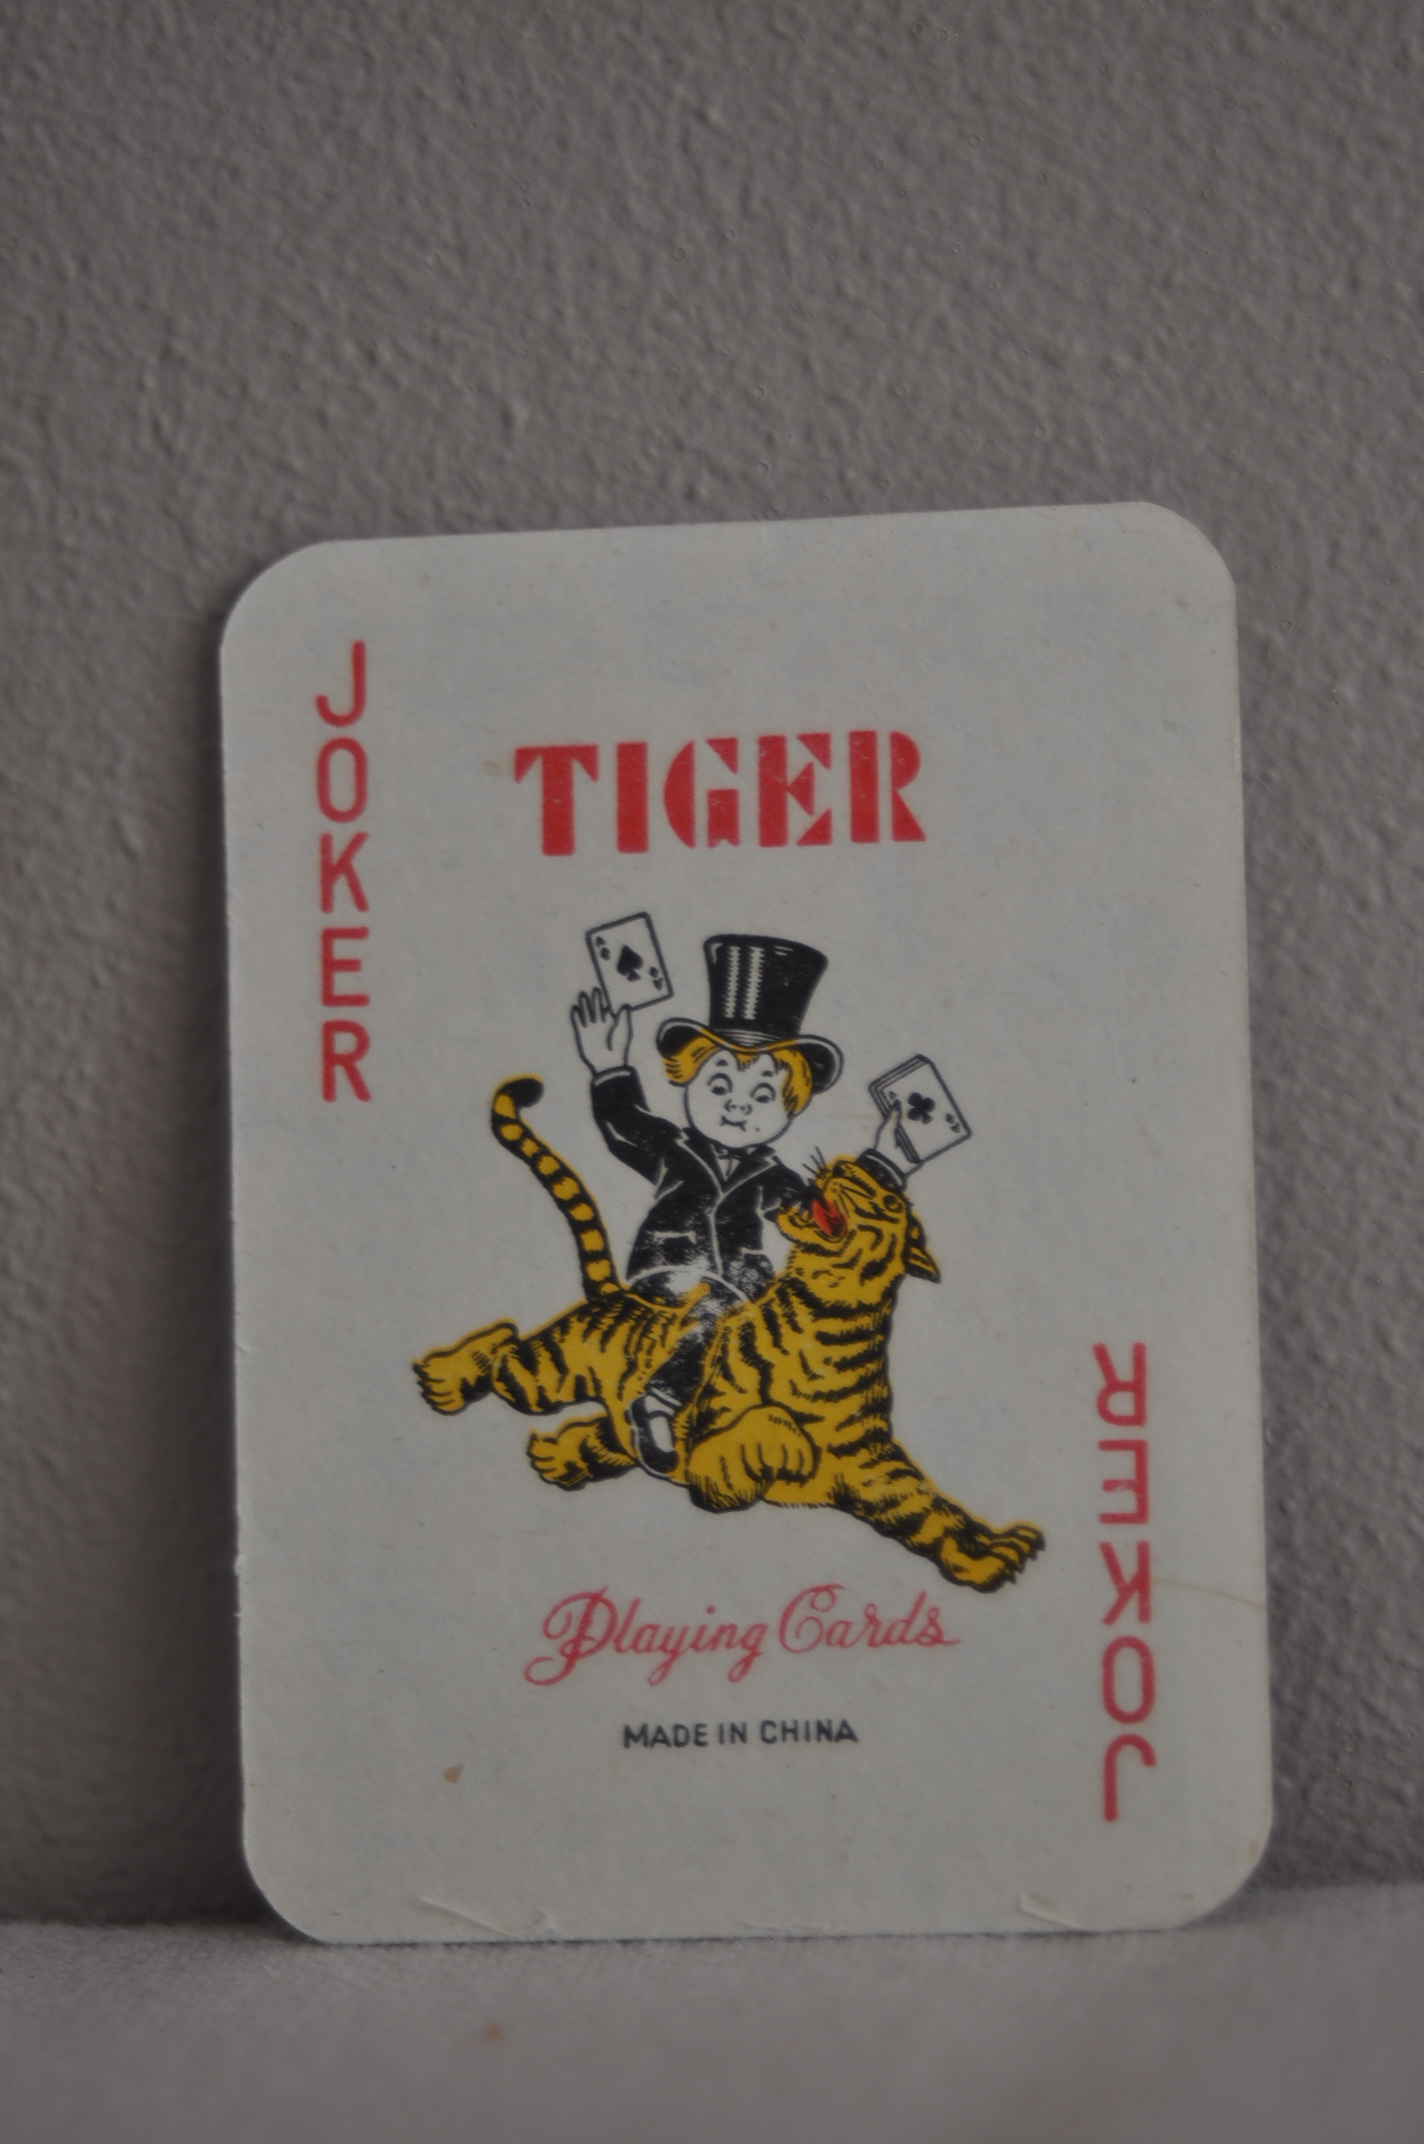 JOKER
TIGER
Playing Cards
MADE IN CHINA
JOKER